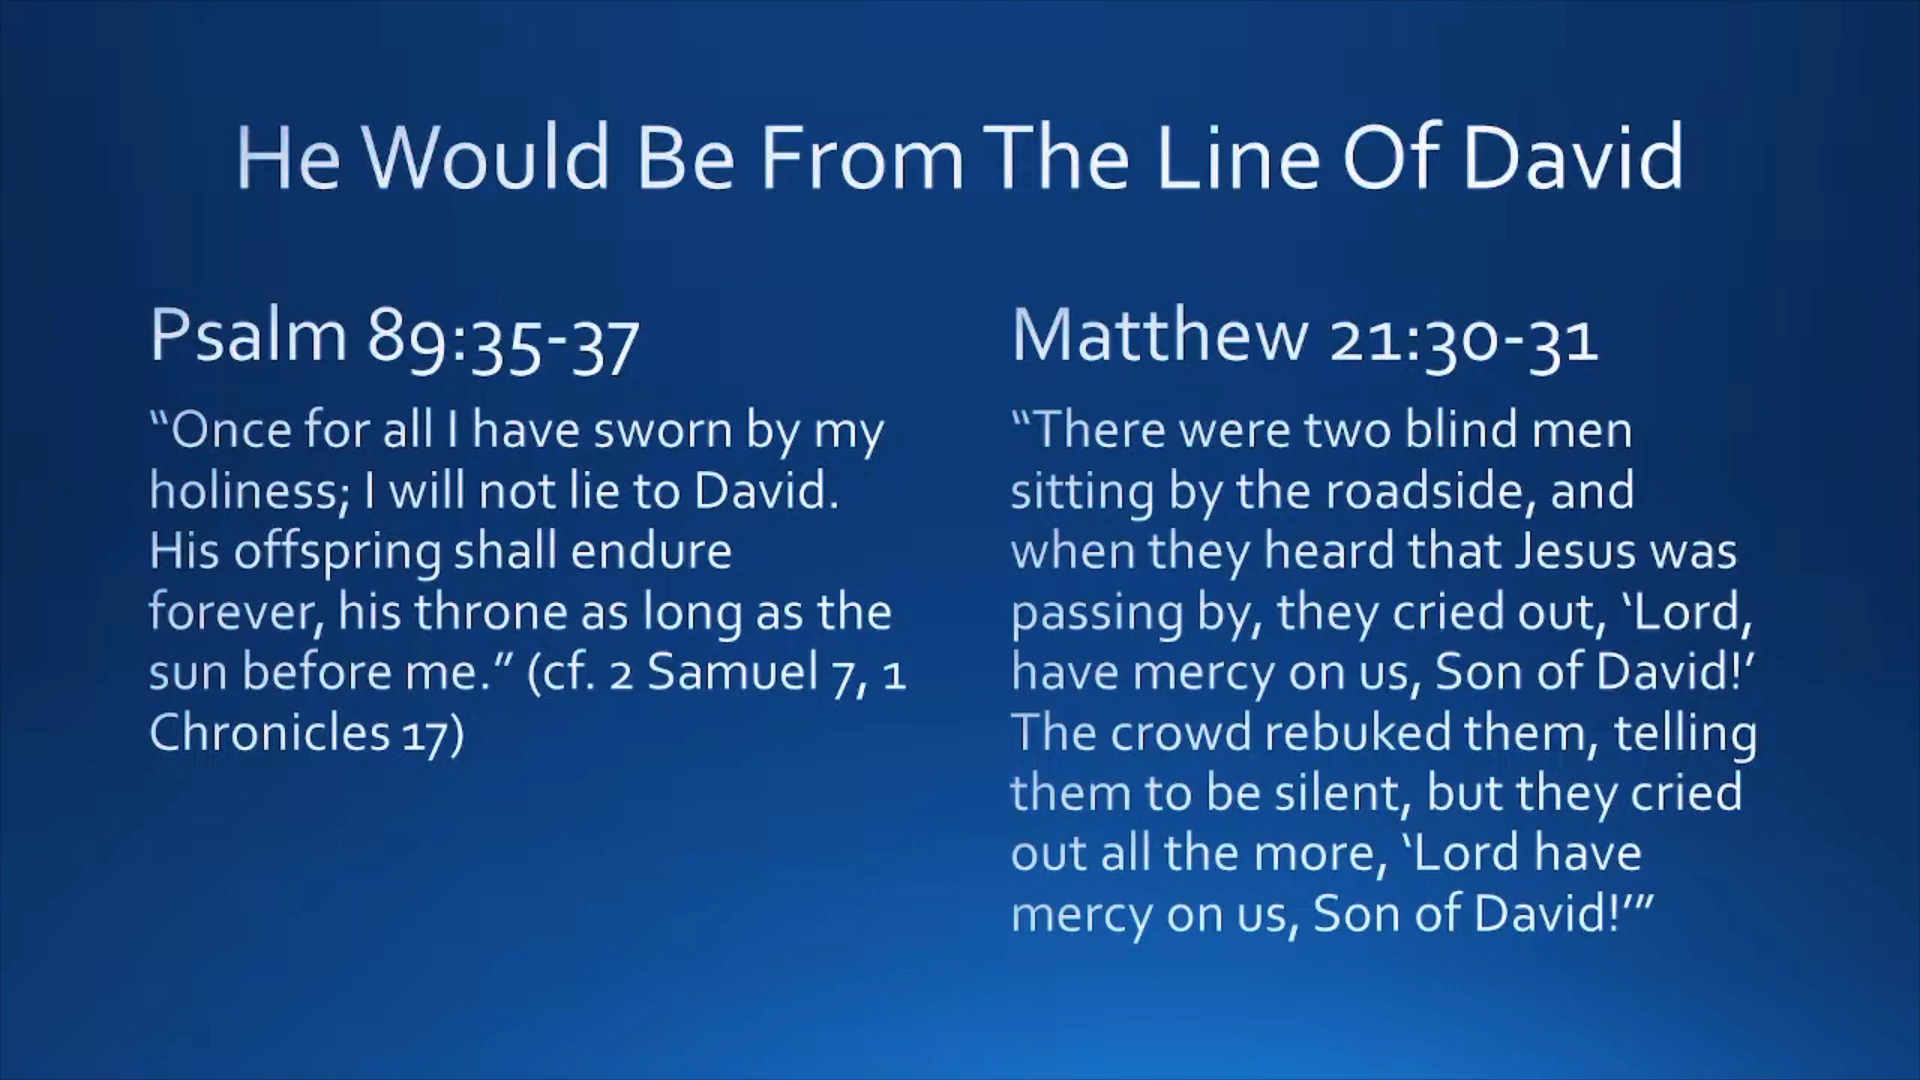 He Would Be From The Line Of David
Psalm 89:35-37
“Once for all I have sworn by my
holiness; I will not lie to David.
His offspring shall endure
forever, his throne as long as the
sun before me.” (cf. 2 Samuel 7, 1
Chronicles 17)
Matthew 21:30-31
“There were two blind men
sitting by the roadside, and
when they heard that Jesus was
passing by, they cried out, ‘Lord,
have mercy on us, Son of David!’
The crowd rebuked them, telling
them to be silent, but they cried
out all the more, ‘Lord have
mercy on us, Son of David!’”